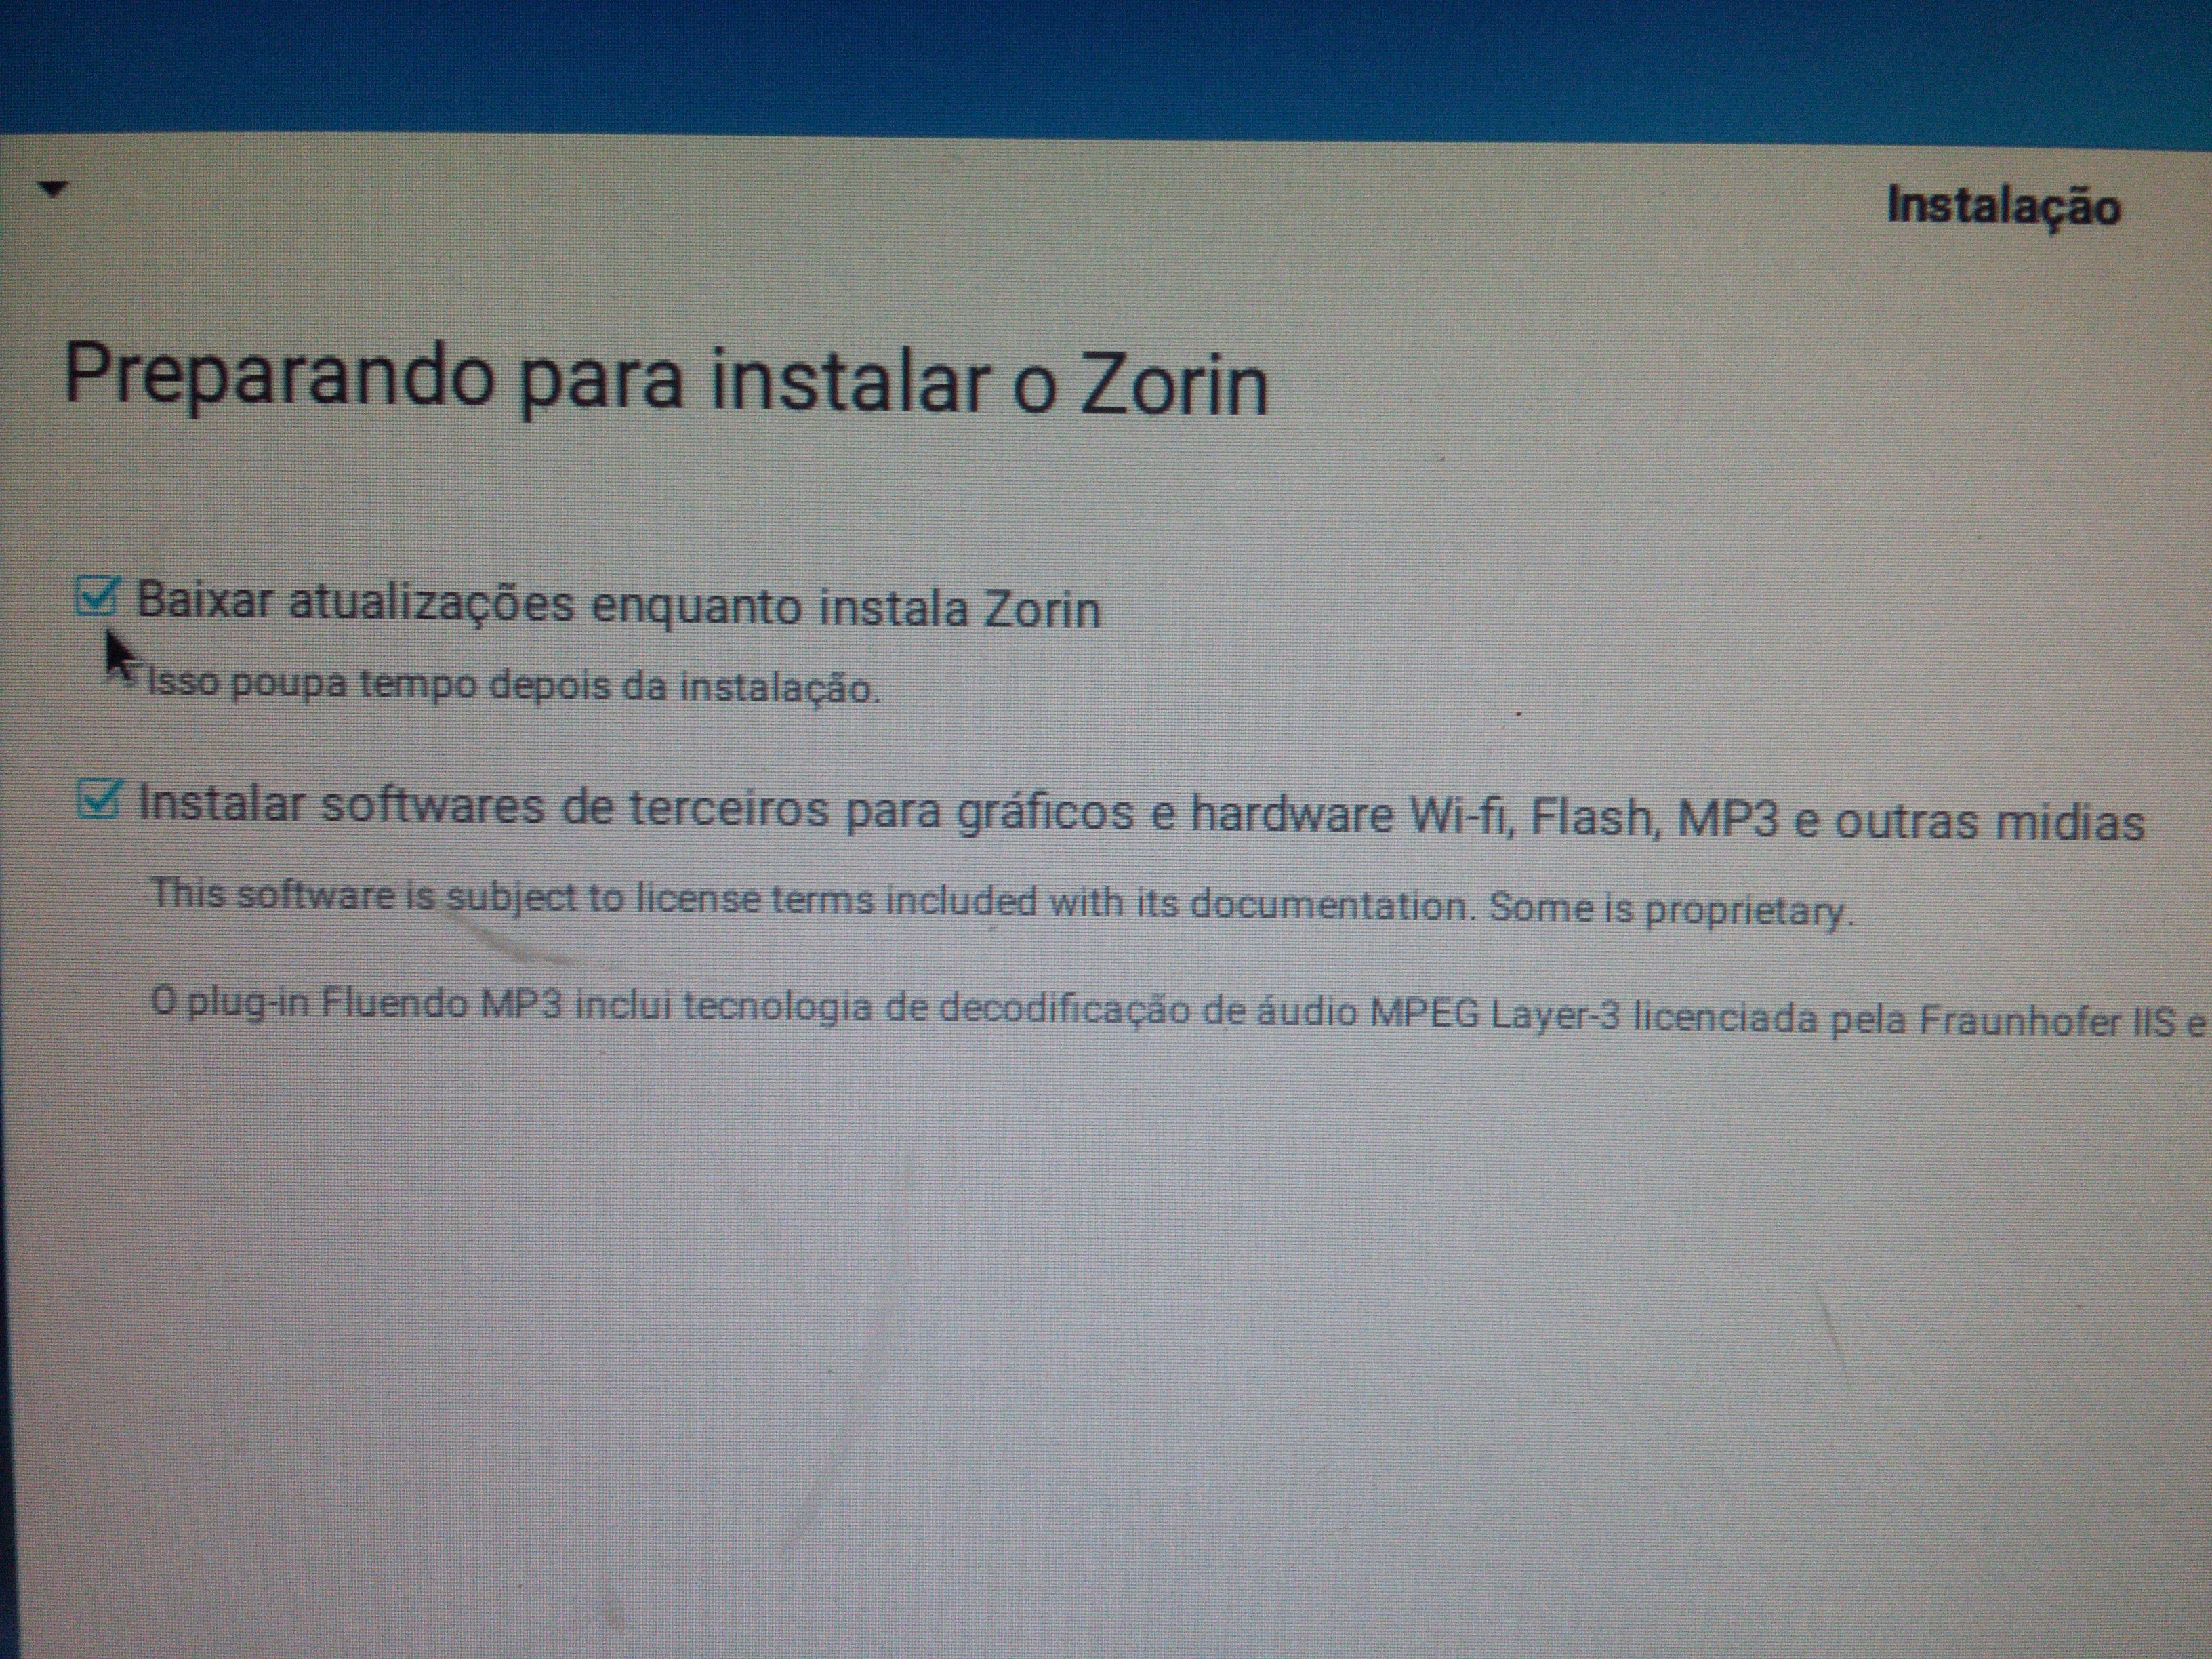 Instalação
Preparando para instalar o Zorin
Baixar atualizações enquanto instala Zorin
Isso poupa tempo depois da instalação.
Instalar softwares de terceiros para gráficos e hardware Wi-fi, Flash, MP3 e outras midias
This software is subject to license terms included with its documentation. Some is proprietary.
O plug-in Fluendo MP3 inclui tecnologia de decodificação de áudio MPEG Layer-3 licenciada pela Fraunhofer IIS e